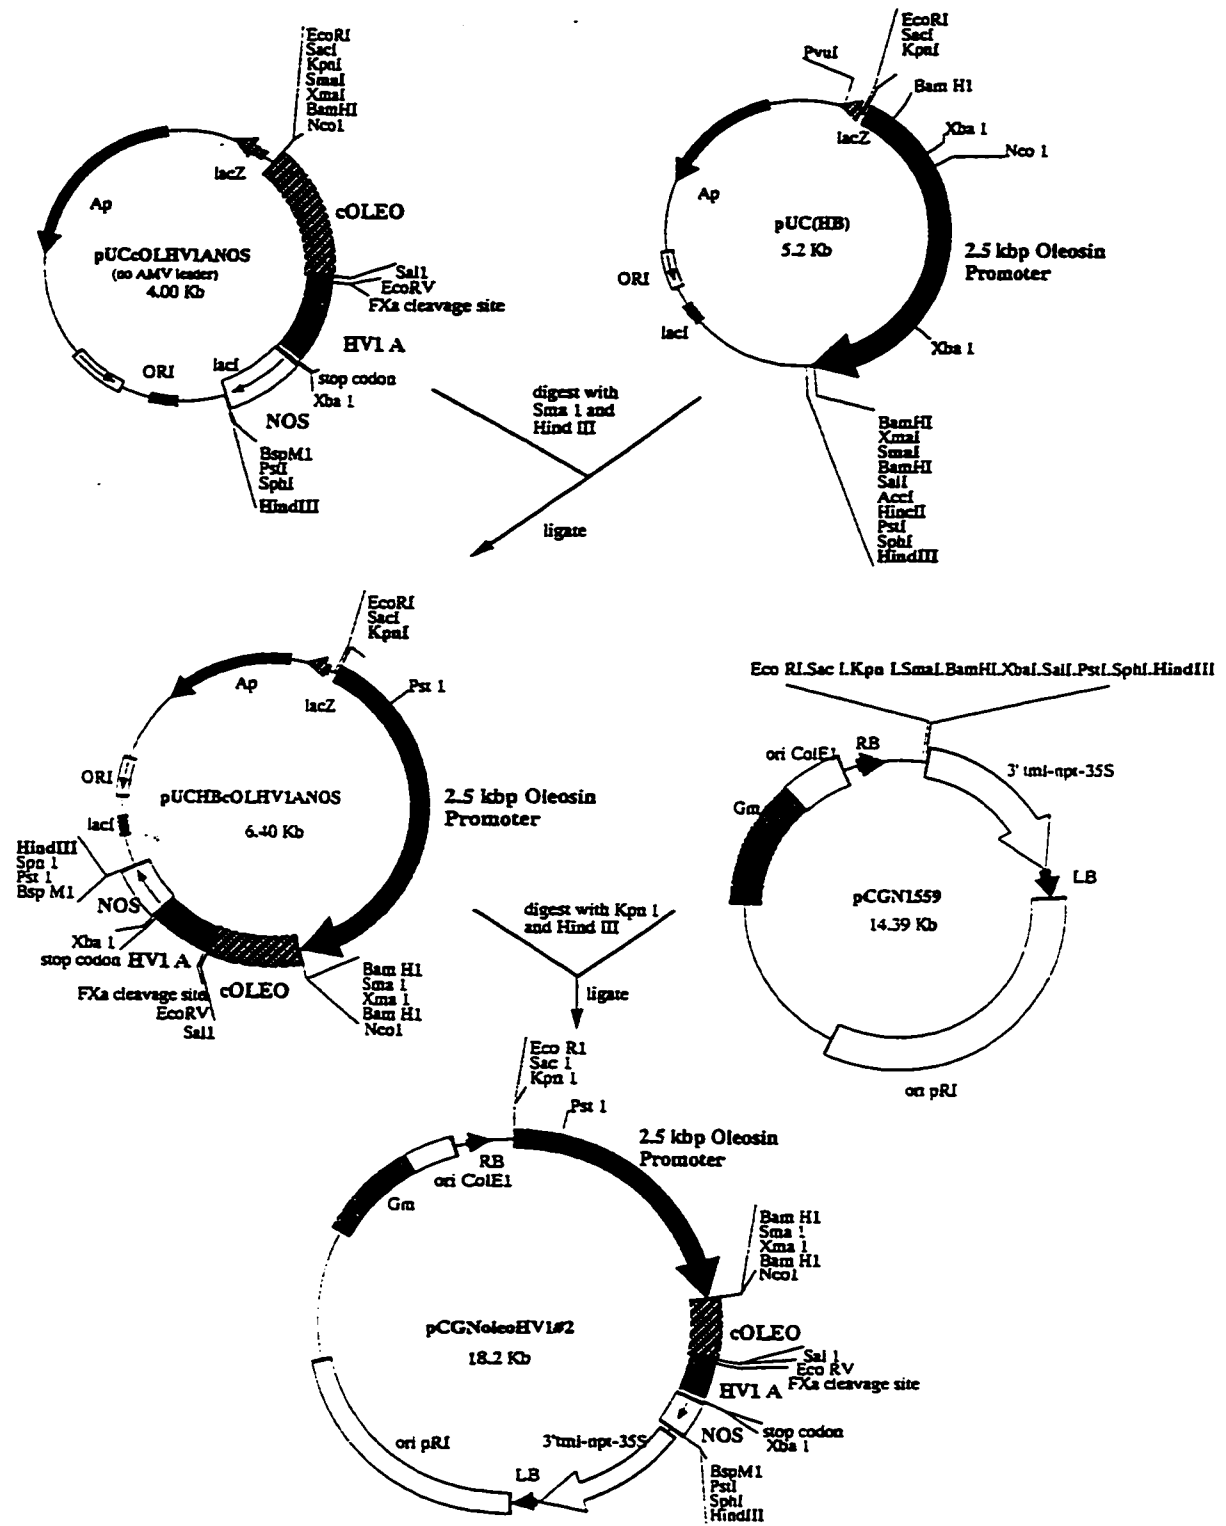 EcoRI
SacI
KpnI
SmaI
XmaI
BamHI
Nco1
lacZ
cOLEO
Ap
pUCcOLHV1ANOS
(no AMV leader)
4.00 Kb
Sal1
EcoRV
FXa cleavage site
HV1 A
lacI
ORI
stop codon
Xba 1
NOS
BspM1
PstI
SphI
HindIII
EcoRI
SacI
KpnI
PvuI
Bam H1
lacZ
Xba 1
Nco 1
Ap
pUC(HB)
5.2 Kb
2.5 kbp Oleosin
Promoter
ORI
lacI
Xba 1
BamHI
XmaI
SmaI
BamHI
SalI
AccI
HincII
PstI
SphI
HindIII
digest with
Sma 1 and
Hind III
ligate
EcoRI
SacI
KpnI
Ap
lacZ
Pst 1
ORI
pUCHBcOLHV1ANOS
6.40 Kb
2.5 kbp Oleosin
Promoter
lacI
HindIII
Spn 1
Pst 1
Bsp M1
NOS
Xba 1
stop codon
HV1 A
FXa cleavage site
cOLEO
EcoRV
Sal1
Bam H1
Sma 1
Xma 1
Bam H1
Nco1
Eco RI.Sac I.Kpn I.SmaI.BamHI.XbaI.SalI.PstI.SphI.HindIII
ori ColE1
RB
3' tml-npt-35S
Gm
LB
pCGN1559
14.39 Kb
ori pRI
digest with Kpn 1
and Hind III
ligate
Eco R1
Sac 1
Kpn 1
Pst 1
2.5 kbp Oleosin
Promoter
RB
ori ColE1
Gm
Bam H1
Sma 1
Xma 1
Bam H1
Nco1
pCGNoleoHV1#2
18.2 Kb
cOLEO
Sal 1
Eco RV
FXa cleavage site
HV1 A
NOS
stop codon
Xba 1
ori pRI
3'tml-npt-35S
LB
BspM1
PstI
SphI
HindIII